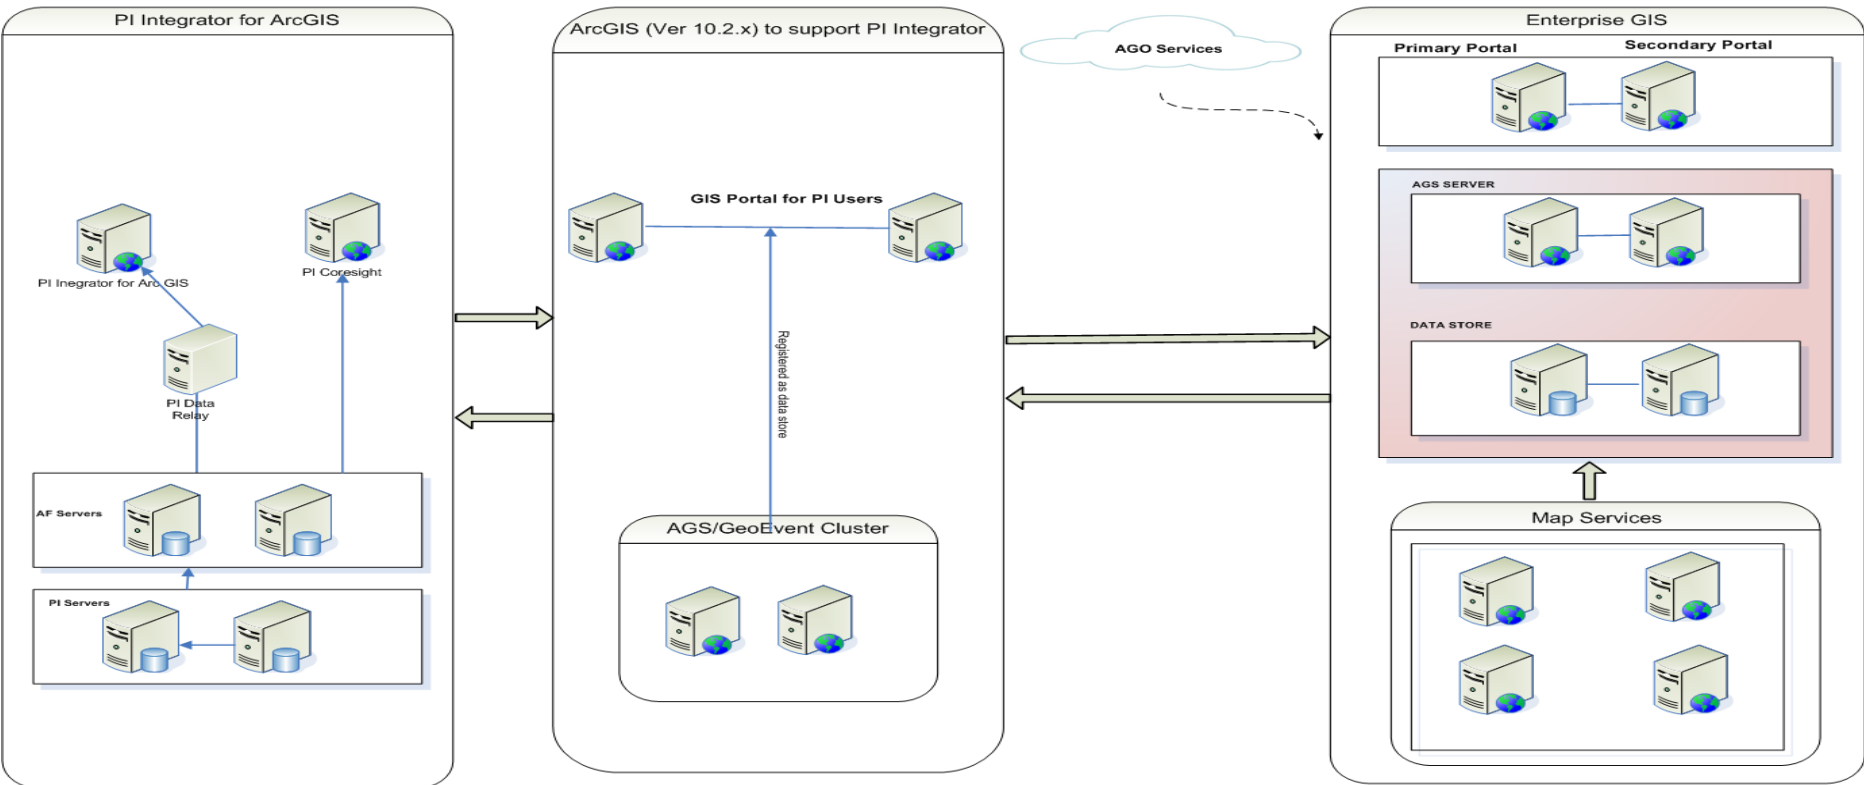 PI Integrator for ArcGIS
PI Inegrator for Arc GIS
PI Coresight
PI Data
Relay
AF Servers
PI Servers
ArcGIS (Ver 10.2.x) to support PI Integrator
GIS Portal for PI Users
Registered as data store
AGS/GeoEvent Cluster
AGO Services
Enterprise GIS
Primary Portal
Secondary Portal
AGS SERVER
DATA STORE
Map Services